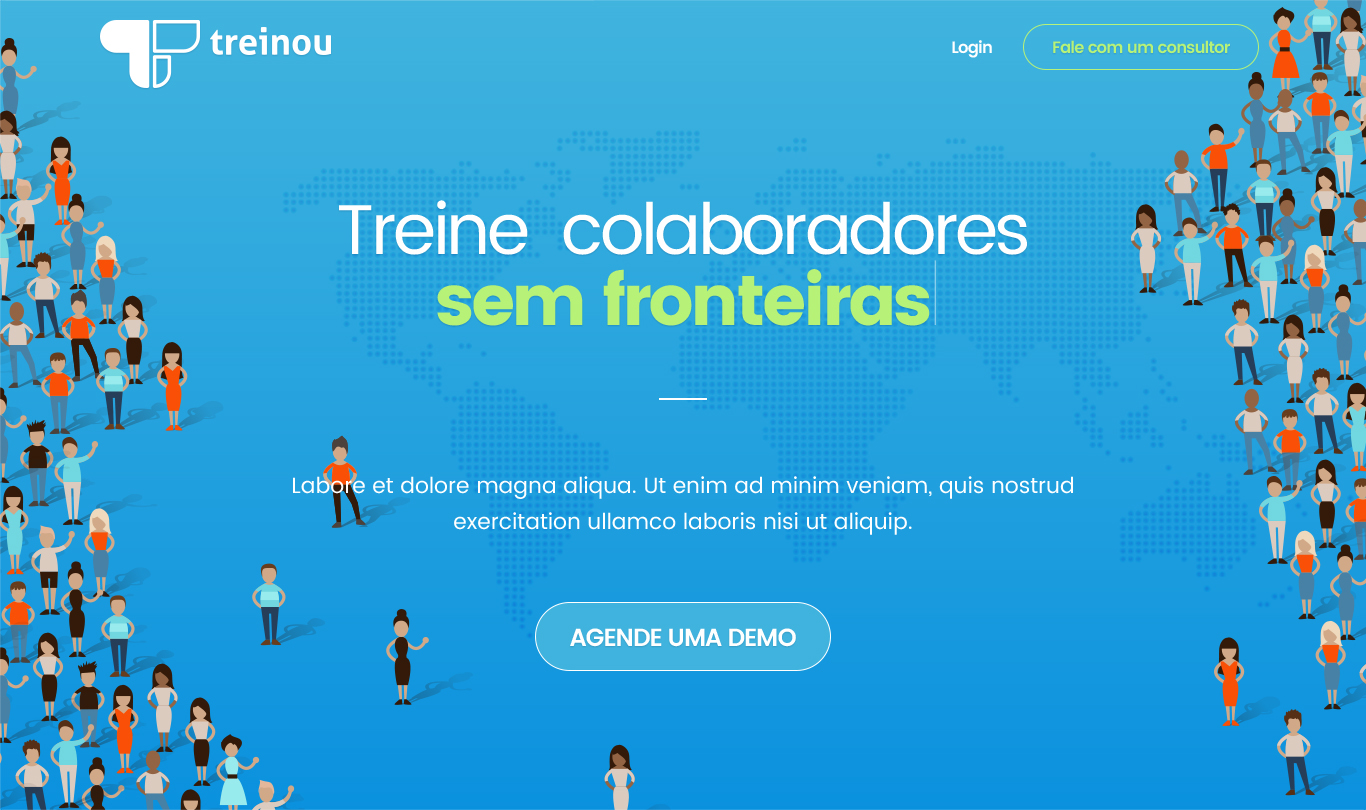 treinou
Login
Fale com um consultor
Treine colaboradores
sem fronteiras
Labore et dolore magna aliqua. Ut enim ad minim veniam, quis nostrud
exercitation ullamco laboris nisi ut aliquip.
AGENDE UMA DEMO